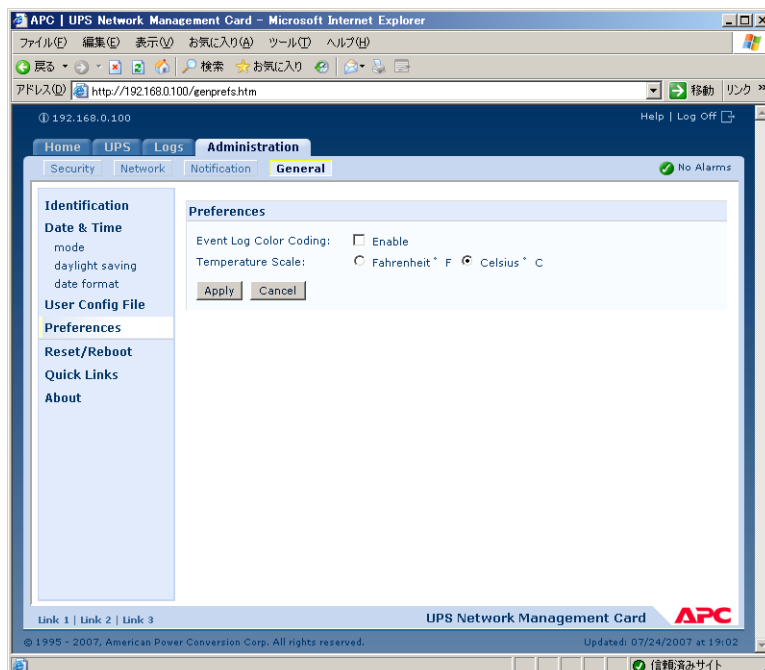 APC | UPS Network Management Card - Microsoft Internet Explorer
ファイル(F) 編集(E) 表示(V) お気に入り(A) ツール(T) ヘルプ(H)
戻る 検索 お気に入り
アドレス(D) http://192.168.0.100/genprefs.htm 移動 リンク »
192.168.0.100 Help | Log Off
Home UPS Logs Administration
Security Network Notification General No Alarms
Identification
Date & Time
mode
daylight saving
date format
User Config File
Preferences
Reset/Reboot
Quick Links
About
Preferences
Event Log Color Coding: Enable
Temperature Scale: Fahrenheit ° F Celsius ° C
Apply Cancel
Link 1 | Link 2 | Link 3 UPS Network Management Card APC
© 1995 - 2007, American Power Conversion Corp. All rights reserved. Updated: 07/24/2007 at 19:02
信頼済みサイト